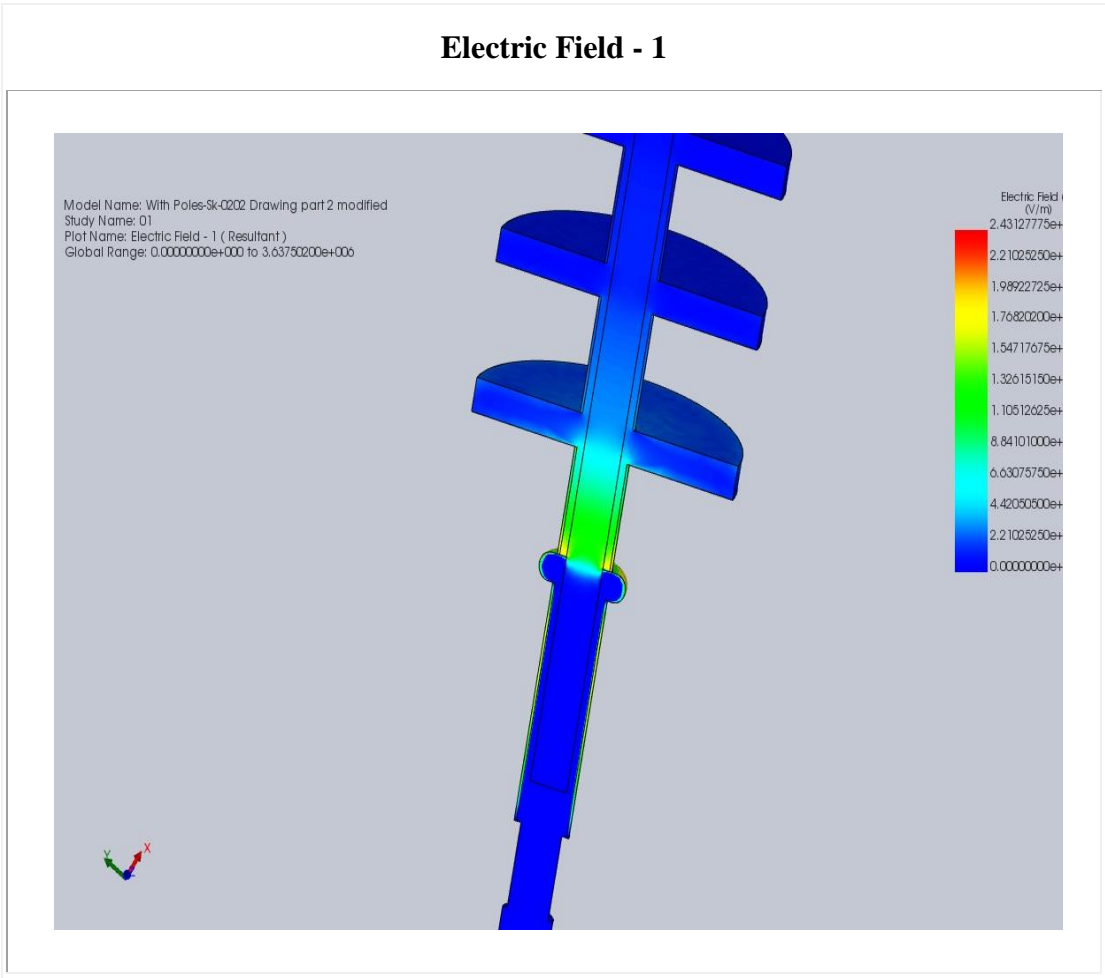 Electric Field - 1
Model Name: With Poles-Sk-0202 Drawing part 2 modified
Study Name: 01
Plot Name: Electric Field - 1 ( Resultant )
Global Range: 0.00000000e+000 to 3.63750200e+006
Electric Field (
(V/m)
2.43127775e+
2.21025250e+
1.98922725e+
1.76820200e+
1.54717675e+
1.32615150e+
1.10512625e+
8.84101000e+
6.63075750e+
4.42050500e+
2.21025250e+
0.00000000e+
Y
X